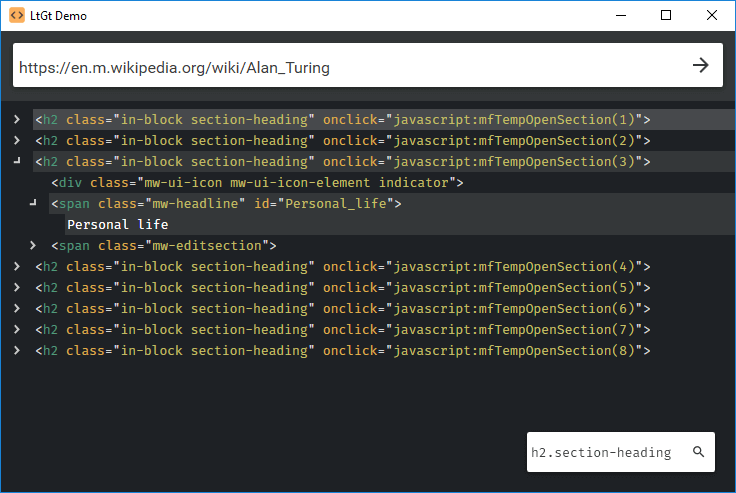 LtGt Demo
https://en.m.wikipedia.org/wiki/Alan_Turing
<h2 class="in-block section-heading" onclick="javascript:mfTempOpenSection(1)">
<h2 class="in-block section-heading" onclick="javascript:mfTempOpenSection(2)">
<h2 class="in-block section-heading" onclick="javascript:mfTempOpenSection(3)">
<div class="mw-ui-icon mw-ui-icon-element indicator">
<span class="mw-headline" id="Personal_life">
Personal life
<span class="mw-editsection">
<h2 class="in-block section-heading" onclick="javascript:mfTempOpenSection(4)">
<h2 class="in-block section-heading" onclick="javascript:mfTempOpenSection(5)">
<h2 class="in-block section-heading" onclick="javascript:mfTempOpenSection(6)">
<h2 class="in-block section-heading" onclick="javascript:mfTempOpenSection(7)">
<h2 class="in-block section-heading" onclick="javascript:mfTempOpenSection(8)">
h2.section-heading